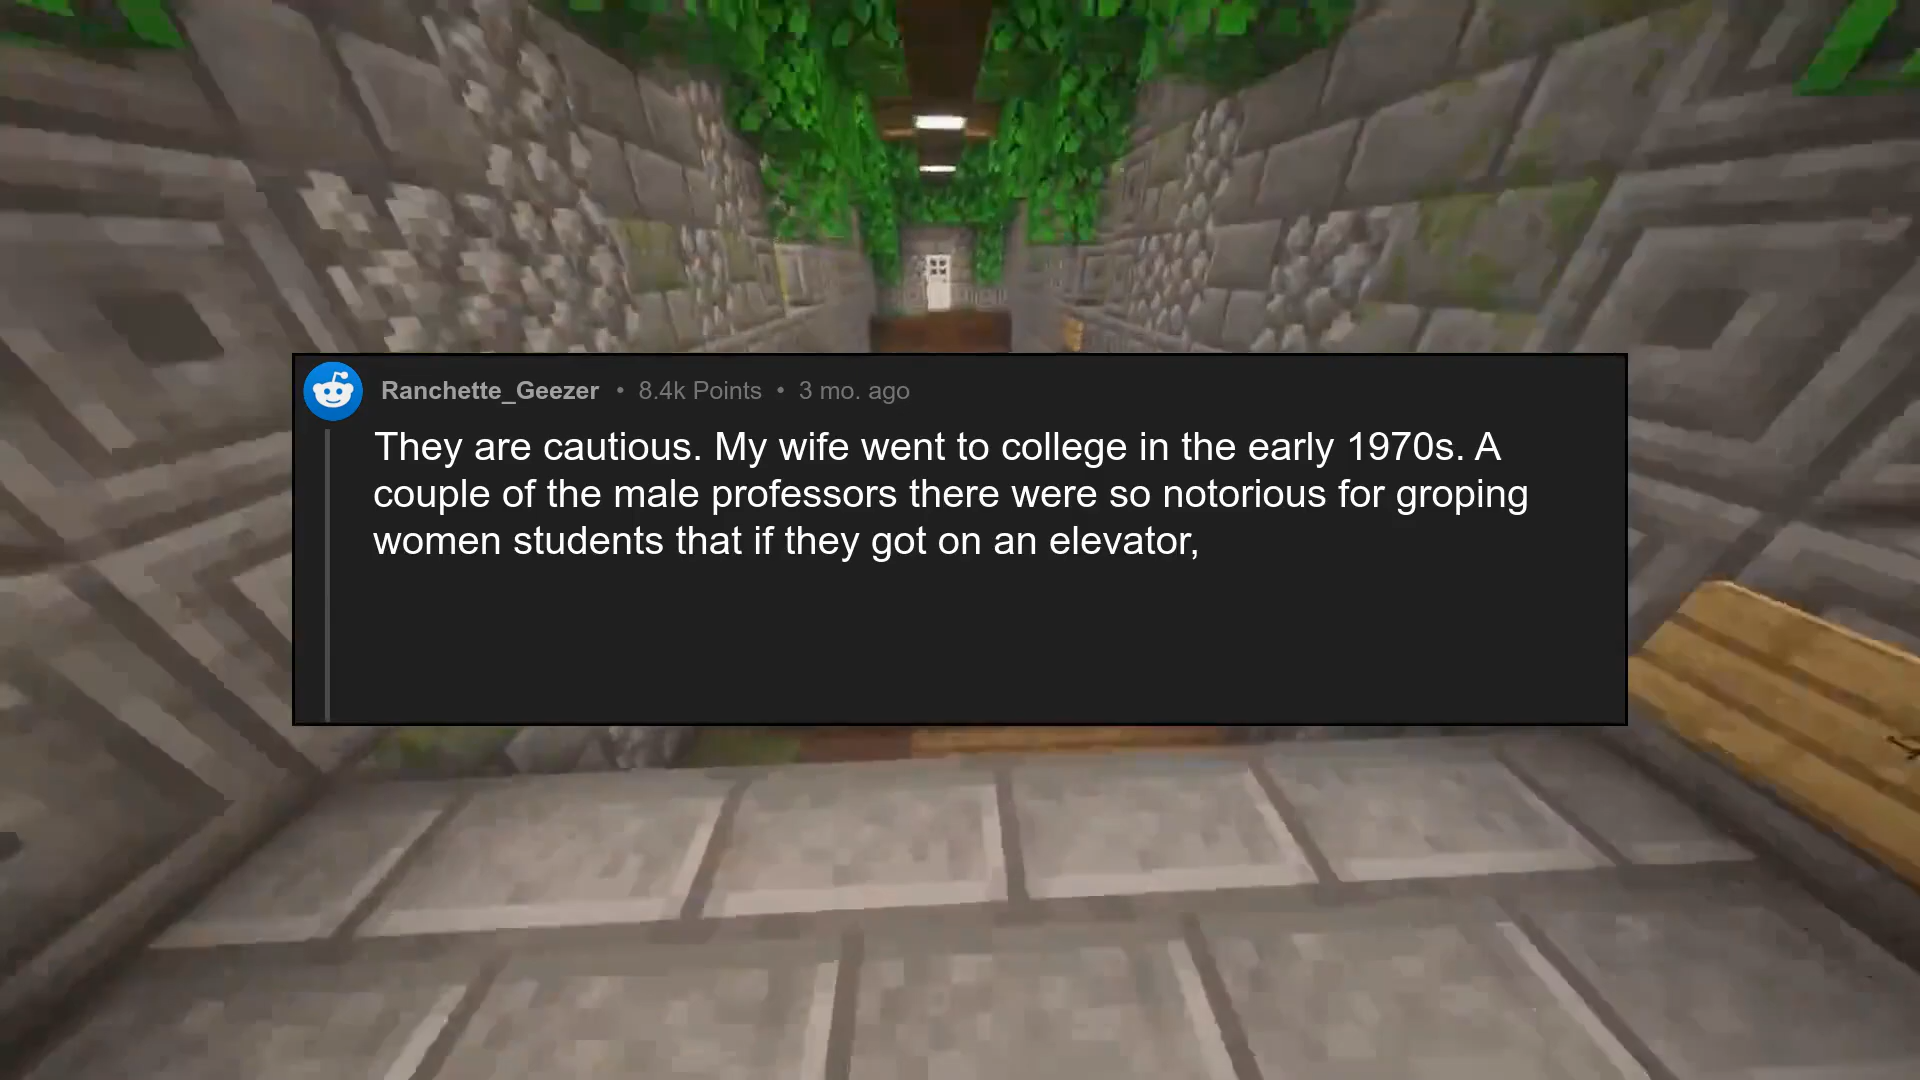 Ranchette_Geezer • 8.4k Points • 3 mo. ago
They are cautious. My wife went to college in the early 1970s. A
couple of the male professors there were so notorious for groping
women students that if they got on an elevator,